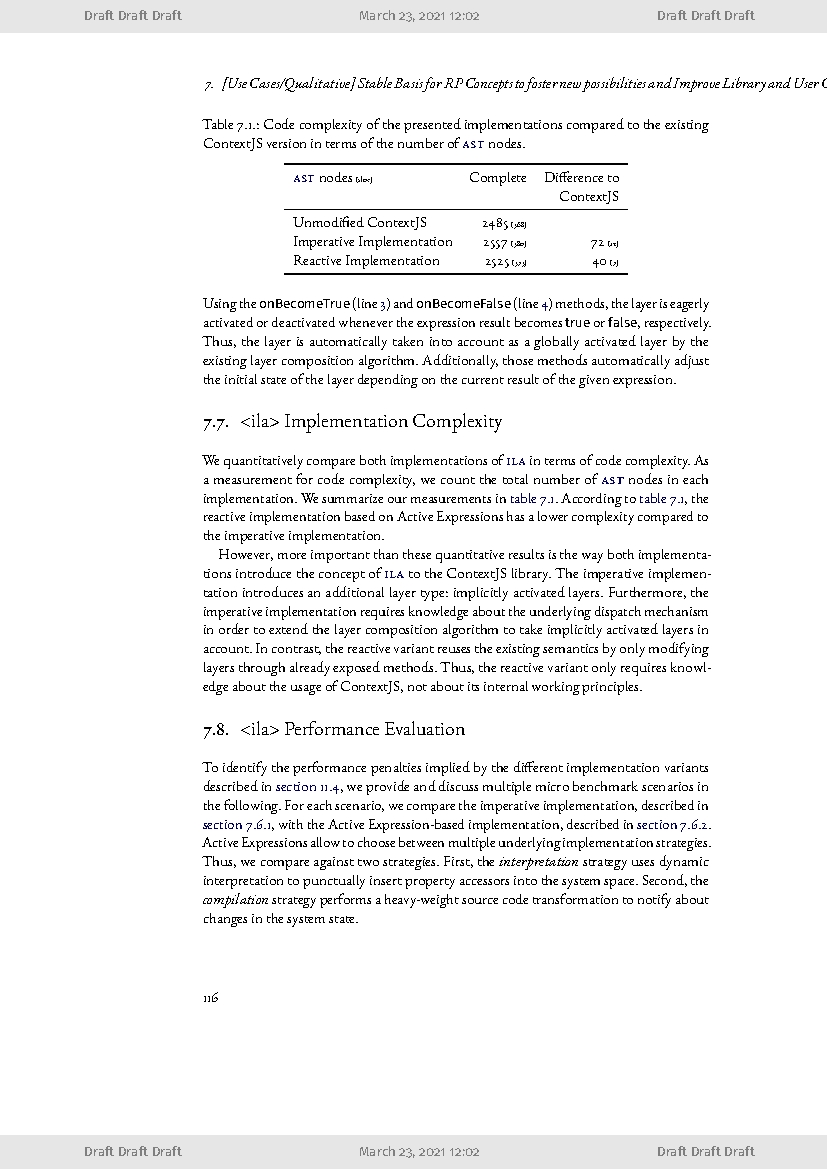 Draft Draft Draft March 23, 2021 12:02 Draft Draft Draft
7. [Use Cases/Qualitative] Stable Basis for RP Concepts to foster new possibilities and Improve Library and User
Table 7.1.: Code complexity of the presented implementations compared to the existing
ContextJS version in terms of the number of AST nodes.
AST nodes [sloc] Complete Difference to
ContextJS
Unmodified ContextJS 2485 [368]
Imperative Implementation 2557 [380] 72 [12]
Reactive Implementation 2525 [375] 40 [7]
Using the onBecomeTrue (line 3) and onBecomeFalse (line 4) methods, the layer is eagerly
activated or deactivated whenever the expression result becomes true or false, respectively.
Thus, the layer is automatically taken into account as a globally activated layer by the
existing layer composition algorithm. Additionally, those methods automatically adjust
the initial state of the layer depending on the current result of the given expression.
7.7. <ila> Implementation Complexity
We quantitatively compare both implementations of ILA in terms of code complexity. As
a measurement for code complexity, we count the total number of AST nodes in each
implementation. We summarize our measurements in table 7.1. According to table 7.1, the
reactive implementation based on Active Expressions has a lower complexity compared to
the imperative implementation.
However, more important than these quantitative results is the way both implementa-
tions introduce the concept of ILA to the ContextJS library. The imperative implemen-
tation introduces an additional layer type: implicitly activated layers. Furthermore, the
imperative implementation requires knowledge about the underlying dispatch mechanism
in order to extend the layer composition algorithm to take implicitly activated layers in
account. In contrast, the reactive variant reuses the existing semantics by only modifying
layers through already exposed methods. Thus, the reactive variant only requires knowl-
edge about the usage of ContextJS, not about its internal working principles.
7.8. <ila> Performance Evaluation
To identify the performance penalties implied by the different implementation variants
described in section 11.4, we provide and discuss multiple micro benchmark scenarios in
the following. For each scenario, we compare the imperative implementation, described in
section 7.6.1, with the Active Expression-based implementation, described in section 7.6.2.
Active Expressions allow to choose between multiple underlying implementation strategies.
Thus, we compare against two strategies. First, the interpretation strategy uses dynamic
interpretation to punctually insert property accessors into the system space. Second, the
compilation strategy performs a heavy-weight source code transformation to notify about
changes in the system state.
116
Draft Draft Draft March 23, 2021 12:02 Draft Draft Draft